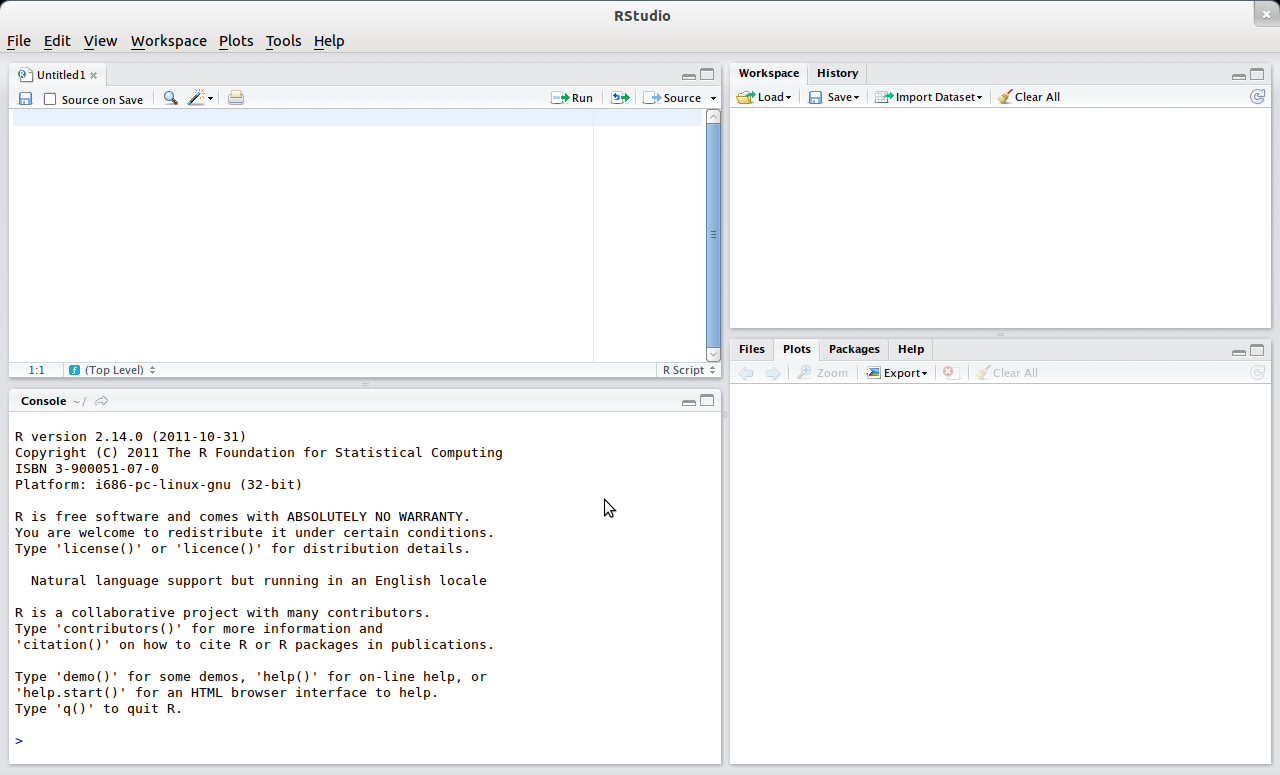 RStudio
File Edit View Workspace Plots Tools Help
Untitled1
Source on Save Run Source
1:1 (Top Level) R Script
Console ~/
R version 2.14.0 (2011-10-31)
Copyright (C) 2011 The R Foundation for Statistical Computing
ISBN 3-900051-07-0
Platform: i686-pc-linux-gnu (32-bit)
R is free software and comes with ABSOLUTELY NO WARRANTY.
You are welcome to redistribute it under certain conditions.
Type 'license()' or 'licence()' for distribution details.
Natural language support but running in an English locale
R is a collaborative project with many contributors.
Type 'contributors()' for more information and
'citation()' on how to cite R or R packages in publications.
Type 'demo()' for some demos, 'help()' for on-line help, or
'help.start()' for an HTML browser interface to help.
Type 'q()' to quit R.
>
Workspace History
Load Save Import Dataset Clear All
Files Plots Packages Help
Zoom Export Clear All